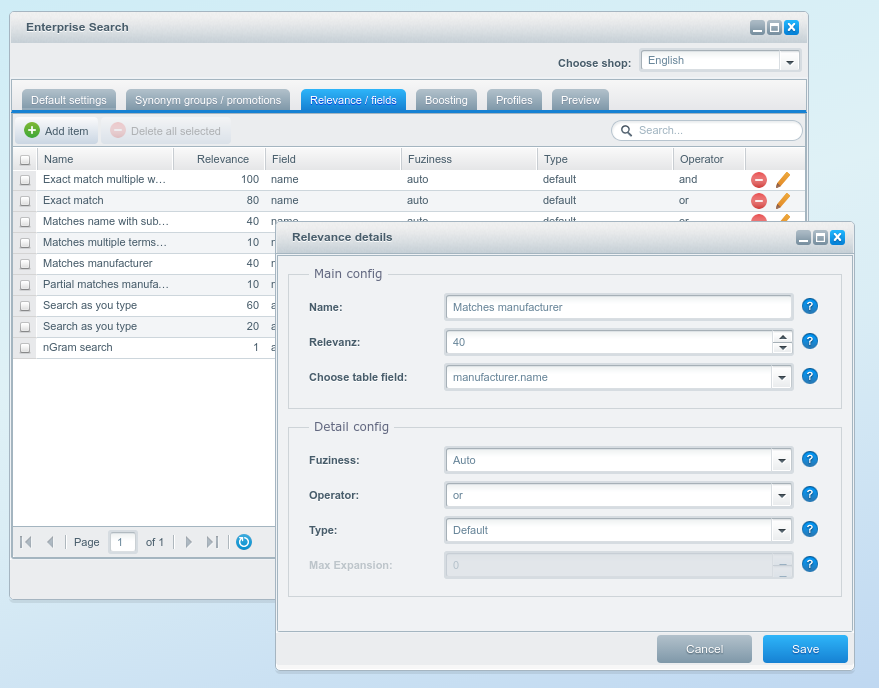 Enterprise Search
Choose shop: English
Default settings Synonym groups / promotions Relevance / fields Boosting Profiles Preview
Add item Delete all selected Search...
Name Relevance Field Fuziness Type Operator
Exact match multiple w... 100 name auto default and
Exact match 80 name auto default or
Matches name with sub... 40 name auto default or
Matches multiple terms... 10
Matches manufacturer 40
Partial matches manufa... 10
Search as you type 60
Search as you type 20
nGram search 1
Page 1 of 1
Relevance details
Main config
Name: Matches manufacturer ?
Relevanz: 40 ?
Choose table field: manufacturer.name ?
Detail config
Fuziness: Auto ?
Operator: or ?
Type: Default ?
Max Expansion: 0 ?
Cancel Save